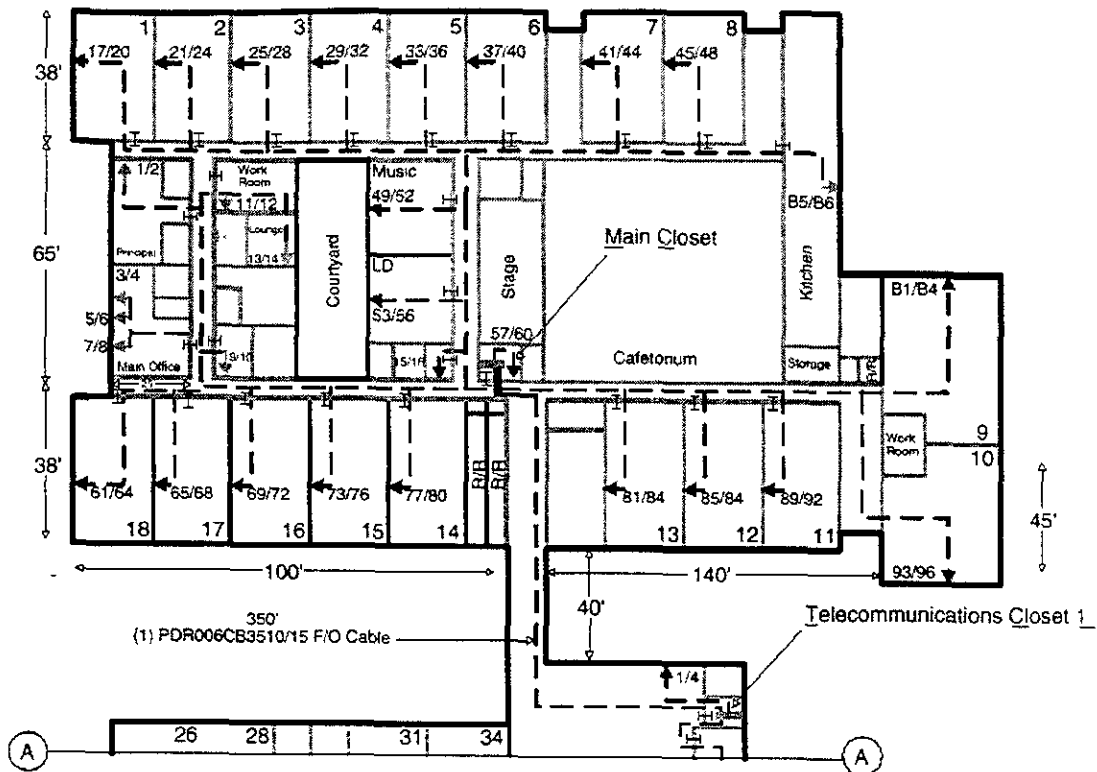 1 2 3 4 5 6 7 8
17/20 21/24 25/28 29/32 33/36 37/40 41/44 45/48
38'
1/2
Work
Room
11/12
Music
49/52
B5/B6
Principal
Lounge
13/14
Main Closet
65'
3/4
Courtyard
LD
Stage
Kitchen
B1/B4
5/6
53/56
7/8
57/60
9/10
15/16
Main Office
Cafetorium
Storage
R/R
38'
Work
Room
9
10
R/R
R/R
61/64 65/68 69/72 73/76 77/80 81/84 85/84 89/92
18 17 16 15 14 13 12 11
45'
93/96
100'
140'
40'
350'
(1) PDR006CB3510/15 F/O Cable
Telecommunications Closet 1
1/4
26 28 31 34
A A